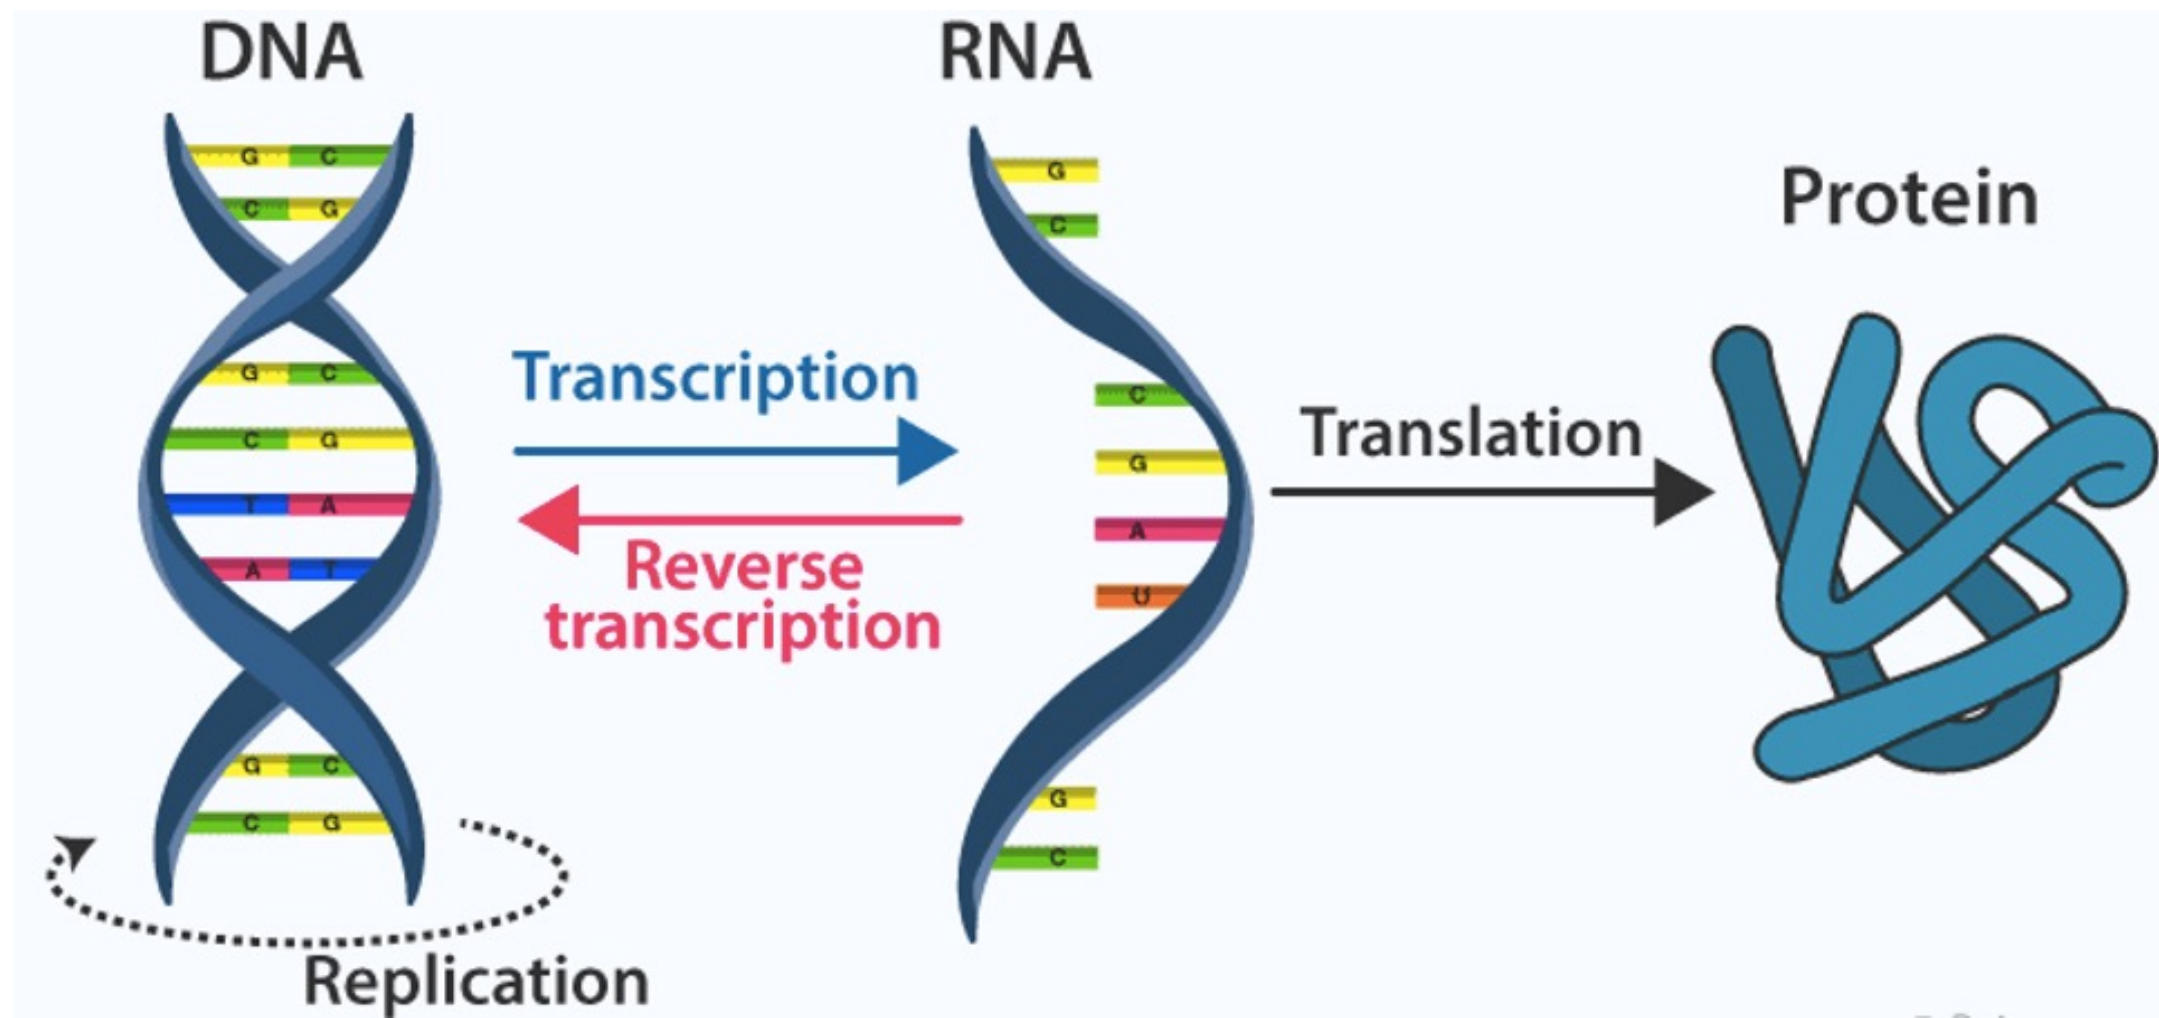 DNA
G C
C G
G C
C G
T A
A T
G C
C G
Replication
Transcription
Reverse
transcription
RNA
G
C
C
G
A
U
G
C
Translation
Protein